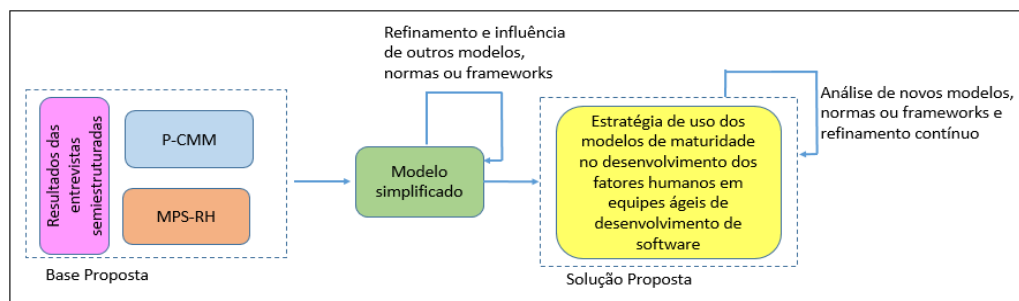 Resultados das
entrevistas
semiestruturadas
P-CMM
MPS-RH
Base Proposta
Modelo
simplificado
Refinamento e influência
de outros modelos,
normas ou frameworks
Estratégia de uso dos
modelos de maturidade
no desenvolvimento dos
fatores humanos em
equipes ágeis de
desenvolvimento de
software
Solução Proposta
Análise de novos modelos,
normas ou frameworks e
refinamento contínuo